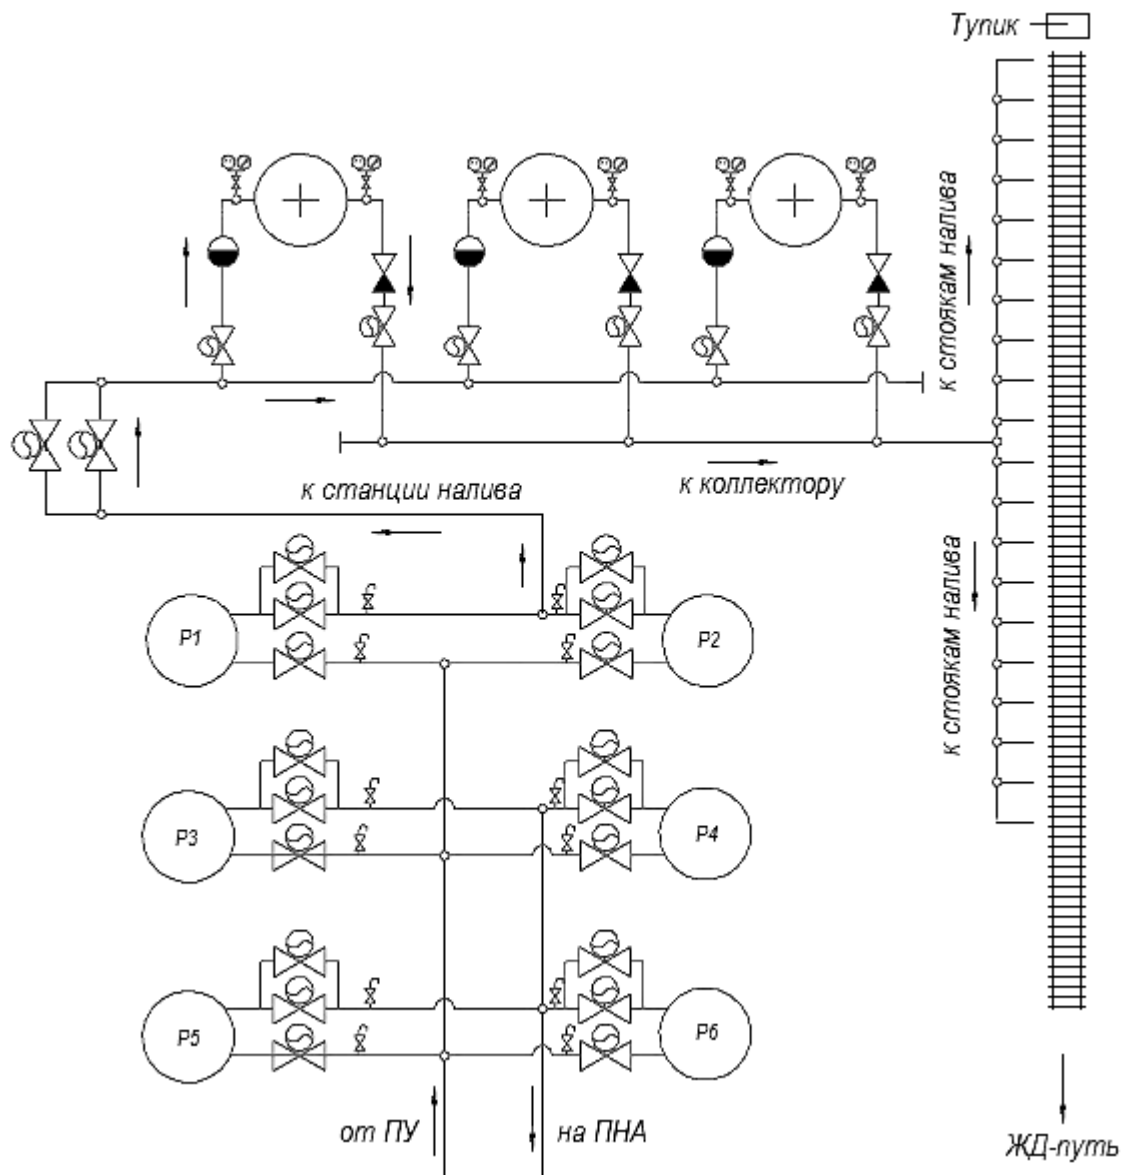 Тупик
к стоякам налива
к станции налива
к коллектору
к стоякам налива
P1
P2
P3
P4
P5
P6
от ПУ
на ПНА
ЖД-путь